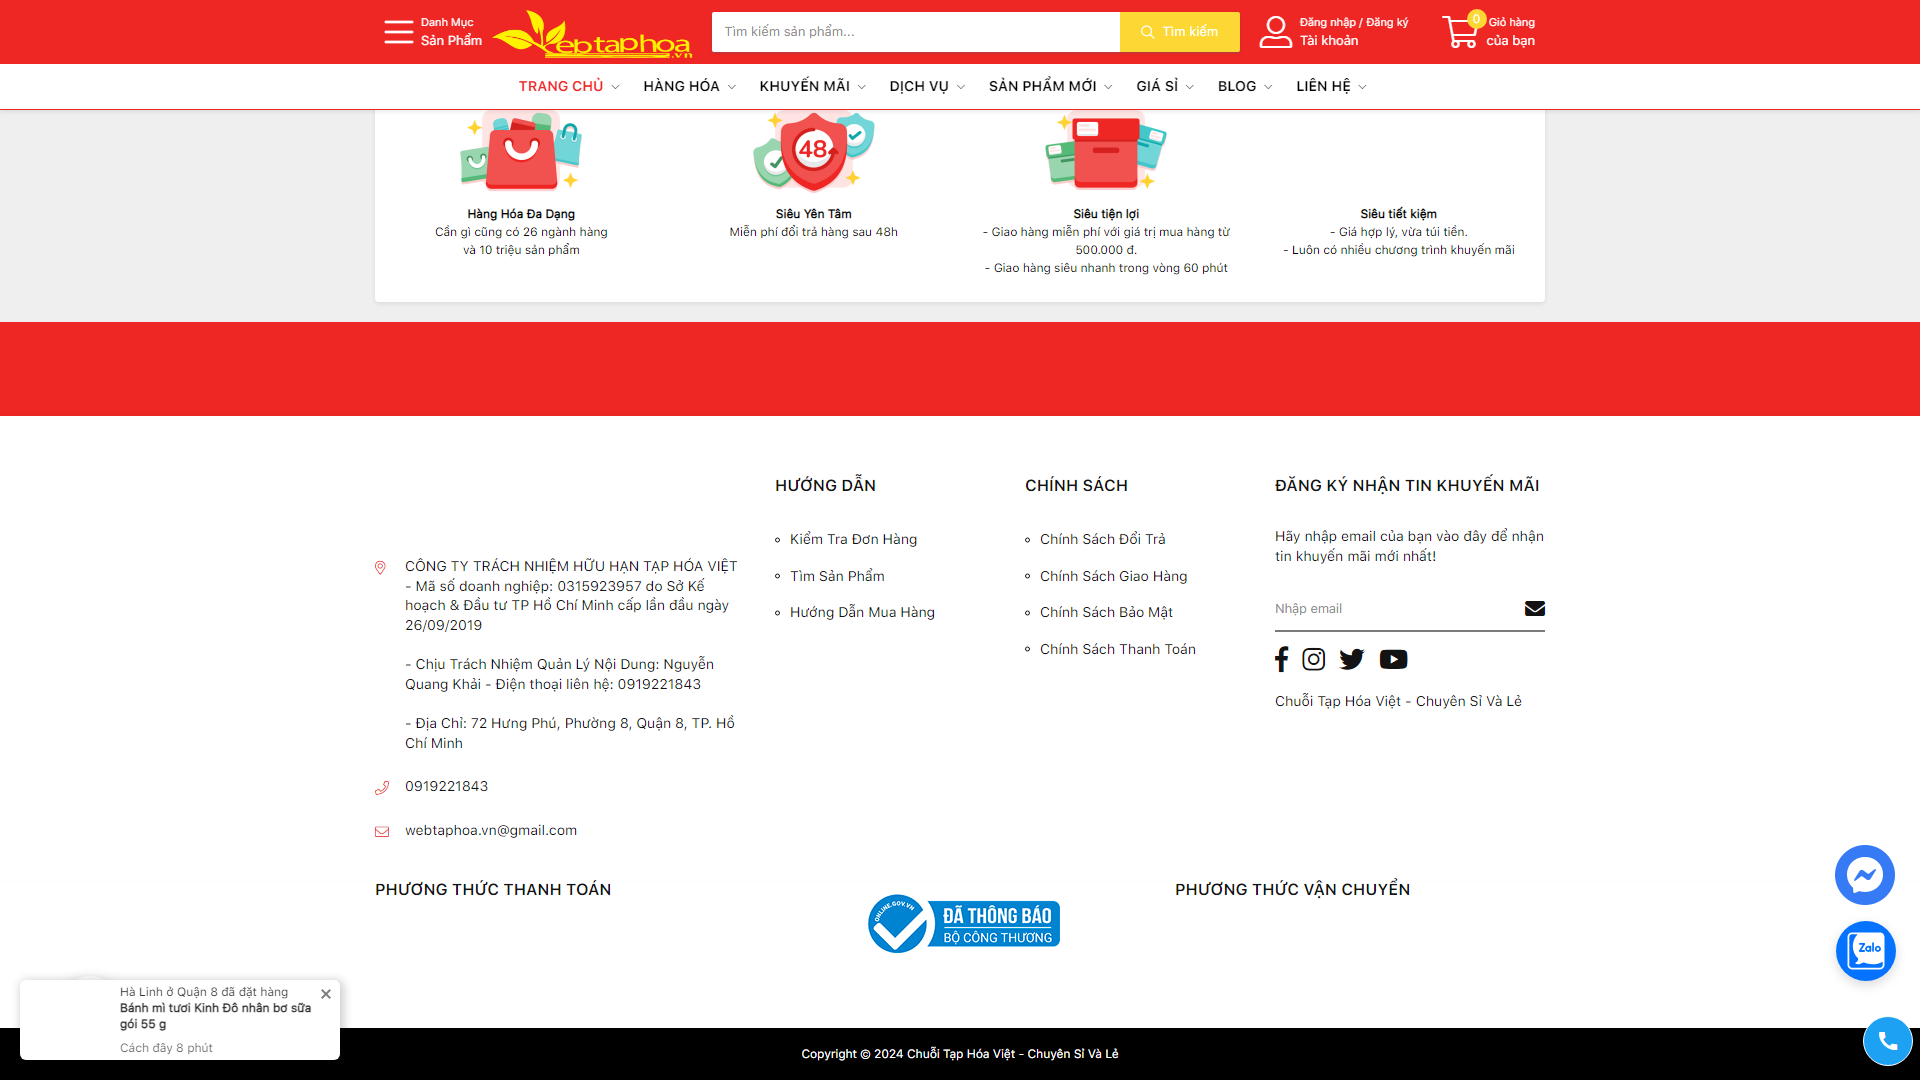 Danh Mục
Sản Phẩm
webtaphoa.vn
Tìm kiếm sản phẩm...
Tìm kiếm
Đăng nhập / Đăng ký
Tài khoản
0
Giỏ hàng
của bạn
TRANG CHỦ
HÀNG HÓA
KHUYẾN MÃI
DỊCH VỤ
SẢN PHẨM MỚI
GIÁ SỈ
BLOG
LIÊN HỆ
48
Hàng Hóa Đa Dạng
Cần gì cũng có 26 ngành hàng
và 10 triệu sản phẩm
Siêu Yên Tâm
Miễn phí đổi trả hàng sau 48h
Siêu tiện lợi
- Giao hàng miễn phí với giá trị mua hàng từ
500.000 đ.
- Giao hàng siêu nhanh trong vòng 60 phút
Siêu tiết kiệm
- Giá hợp lý, vừa túi tiền.
- Luôn có nhiều chương trình khuyến mãi
CÔNG TY TRÁCH NHIỆM HỮU HẠN TẠP HÓA VIỆT
- Mã số doanh nghiệp: 0315923957 do Sở Kế
hoạch & Đầu tư TP Hồ Chí Minh cấp lần đầu ngày
26/09/2019
- Chịu Trách Nhiệm Quản Lý Nội Dung: Nguyễn
Quang Khải - Điện thoại liên hệ: 0919221843
- Địa Chỉ: 72 Hưng Phú, Phường 8, Quận 8, TP. Hồ
Chí Minh
0919221843
webtaphoa.vn@gmail.com
HƯỚNG DẪN
Kiểm Tra Đơn Hàng
Tìm Sản Phẩm
Hướng Dẫn Mua Hàng
CHÍNH SÁCH
Chính Sách Đổi Trả
Chính Sách Giao Hàng
Chính Sách Bảo Mật
Chính Sách Thanh Toán
ĐĂNG KÝ NHẬN TIN KHUYẾN MÃI
Hãy nhập email của bạn vào đây để nhận
tin khuyến mãi mới nhất!
Nhập email
Chuỗi Tạp Hóa Việt - Chuyên Sỉ Và Lẻ
PHƯƠNG THỨC THANH TOÁN
ONLINE.GOV.VN
ĐÃ THÔNG BÁO
BỘ CÔNG THƯƠNG
PHƯƠNG THỨC VẬN CHUYỂN
Zalo
Hà Linh ở Quận 8 đã đặt hàng
Bánh mì tươi Kinh Đô nhân bơ sữa
gói 55 g
Cách đây 8 phút
Copyright © 2024 Chuỗi Tạp Hóa Việt - Chuyên Sỉ Và Lẻ